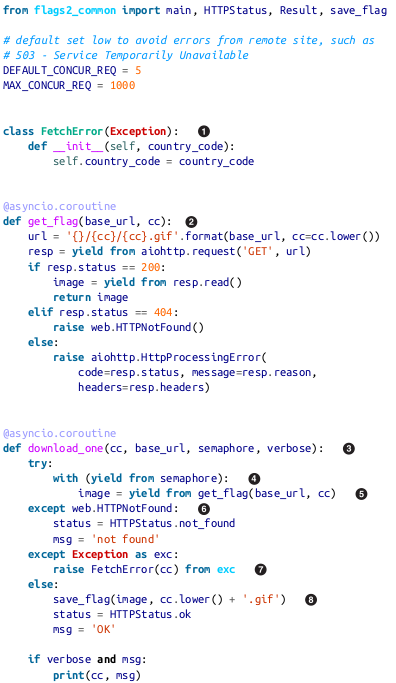 from flags2_common import main, HTTPStatus, Result, save_flag

# default set low to avoid errors from remote site, such as
# 503 - Service Temporarily Unavailable
DEFAULT_CONCUR_REQ = 5
MAX_CONCUR_REQ = 1000


class FetchError(Exception):   ❶
    def __init__(self, country_code):
        self.country_code = country_code


@asyncio.coroutine
def get_flag(base_url, cc):  ❷
    url = '{}/{cc}/{cc}.gif'.format(base_url, cc=cc.lower())
    resp = yield from aiohttp.request('GET', url)
    if resp.status == 200:
        image = yield from resp.read()
        return image
    elif resp.status == 404:
        raise web.HTTPNotFound()
    else:
        raise aiohttp.HttpProcessingError(
            code=resp.status, message=resp.reason,
            headers=resp.headers)


@asyncio.coroutine
def download_one(cc, base_url, semaphore, verbose):   ❸
    try:
        with (yield from semaphore):   ❹
            image = yield from get_flag(base_url, cc)   ❺
    except web.HTTPNotFound:   ❻
        status = HTTPStatus.not_found
        msg = 'not found'
    except Exception as exc:
        raise FetchError(cc) from exc   ❼
    else:
        save_flag(image, cc.lower() + '.gif')   ❽
        status = HTTPStatus.ok
        msg = 'OK'

    if verbose and msg:
        print(cc, msg)